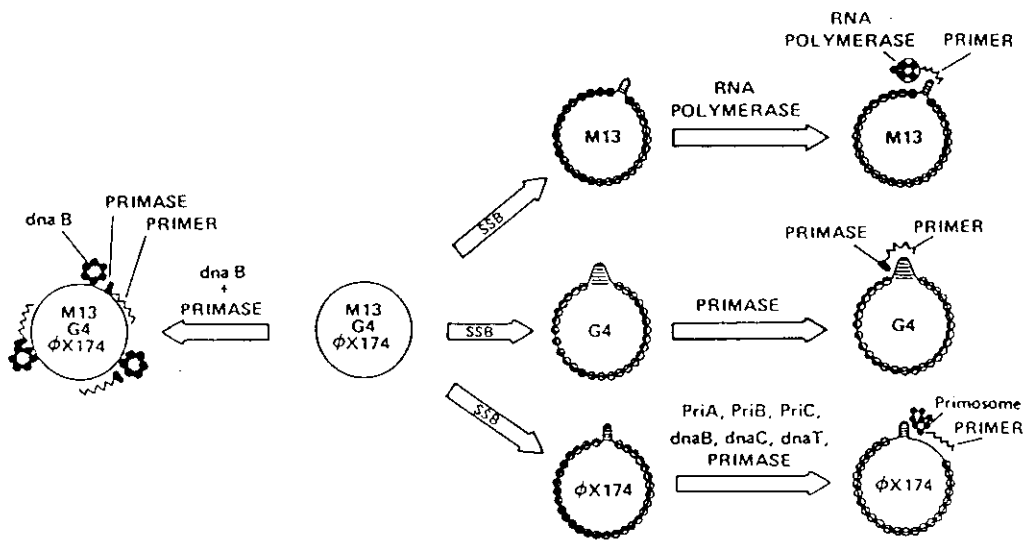 dna B
PRIMASE
PRIMER
M13
G4
ϕX174
dna B
+
PRIMASE
M13
G4
ϕX174
SSB
SSB
SSB
M13
RNA
POLYMERASE
RNA
POLYMERASE
PRIMER
M13
G4
PRIMASE
PRIMASE
PRIMER
G4
ϕX174
PriA, PriB, PriC,
dnaB, dnaC, dnaT,
PRIMASE
Primosome
PRIMER
ϕX174